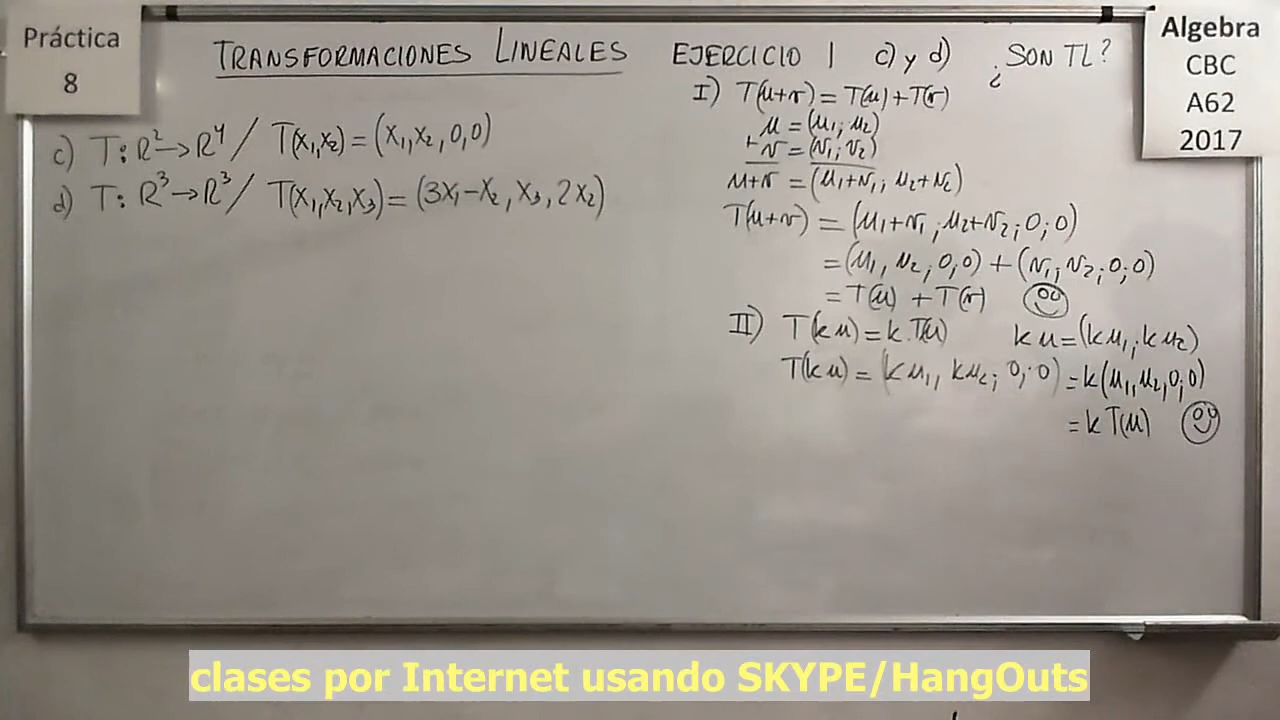 Práctica
8
TRANSFORMACIONES LINEALES EJERCICIO 1 c) y d) ¿SON TL?
Algebra
CBC
A62
2017
c) T: R² → R⁴ / T(x₁,x₂) = (x₁,x₂,0,0)
d) T: R³ → R³ / T(x₁,x₂,x₃) = (3x₁-x₂, x₃, 2x₂)
I) T(u+v) = T(u)+T(v)
u = (u₁; u₂)
+ v = (v₁; v₂)
u+v = (u₁+v₁; u₂+v₂)
T(u+v) = (u₁+v₁; u₂+v₂; 0; 0)
= (u₁, u₂; 0,0) + (v₁; v₂; 0; 0)
= T(u) + T(v)
II) T(ku) = k.T(u) ku = (ku₁; ku₂)
T(ku) = (ku₁, ku₂; 0; 0) = k(u₁,u₂,0;0)
= k T(u)
clases por Internet usando SKYPE/HangOuts